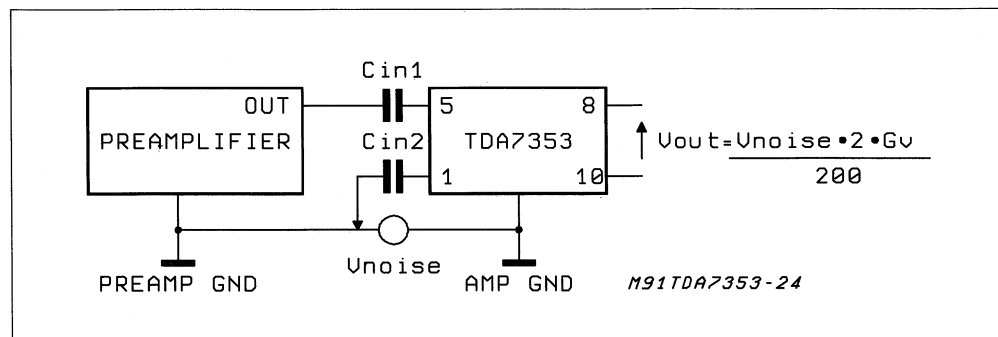 Cin1
OUT
5
8
PREAMPLIFIER
Cin2
TDA7353
Vout=Vnoise•2•Gv
200
1
10
Vnoise
PREAMP GND
AMP GND
M91TDA7353-24